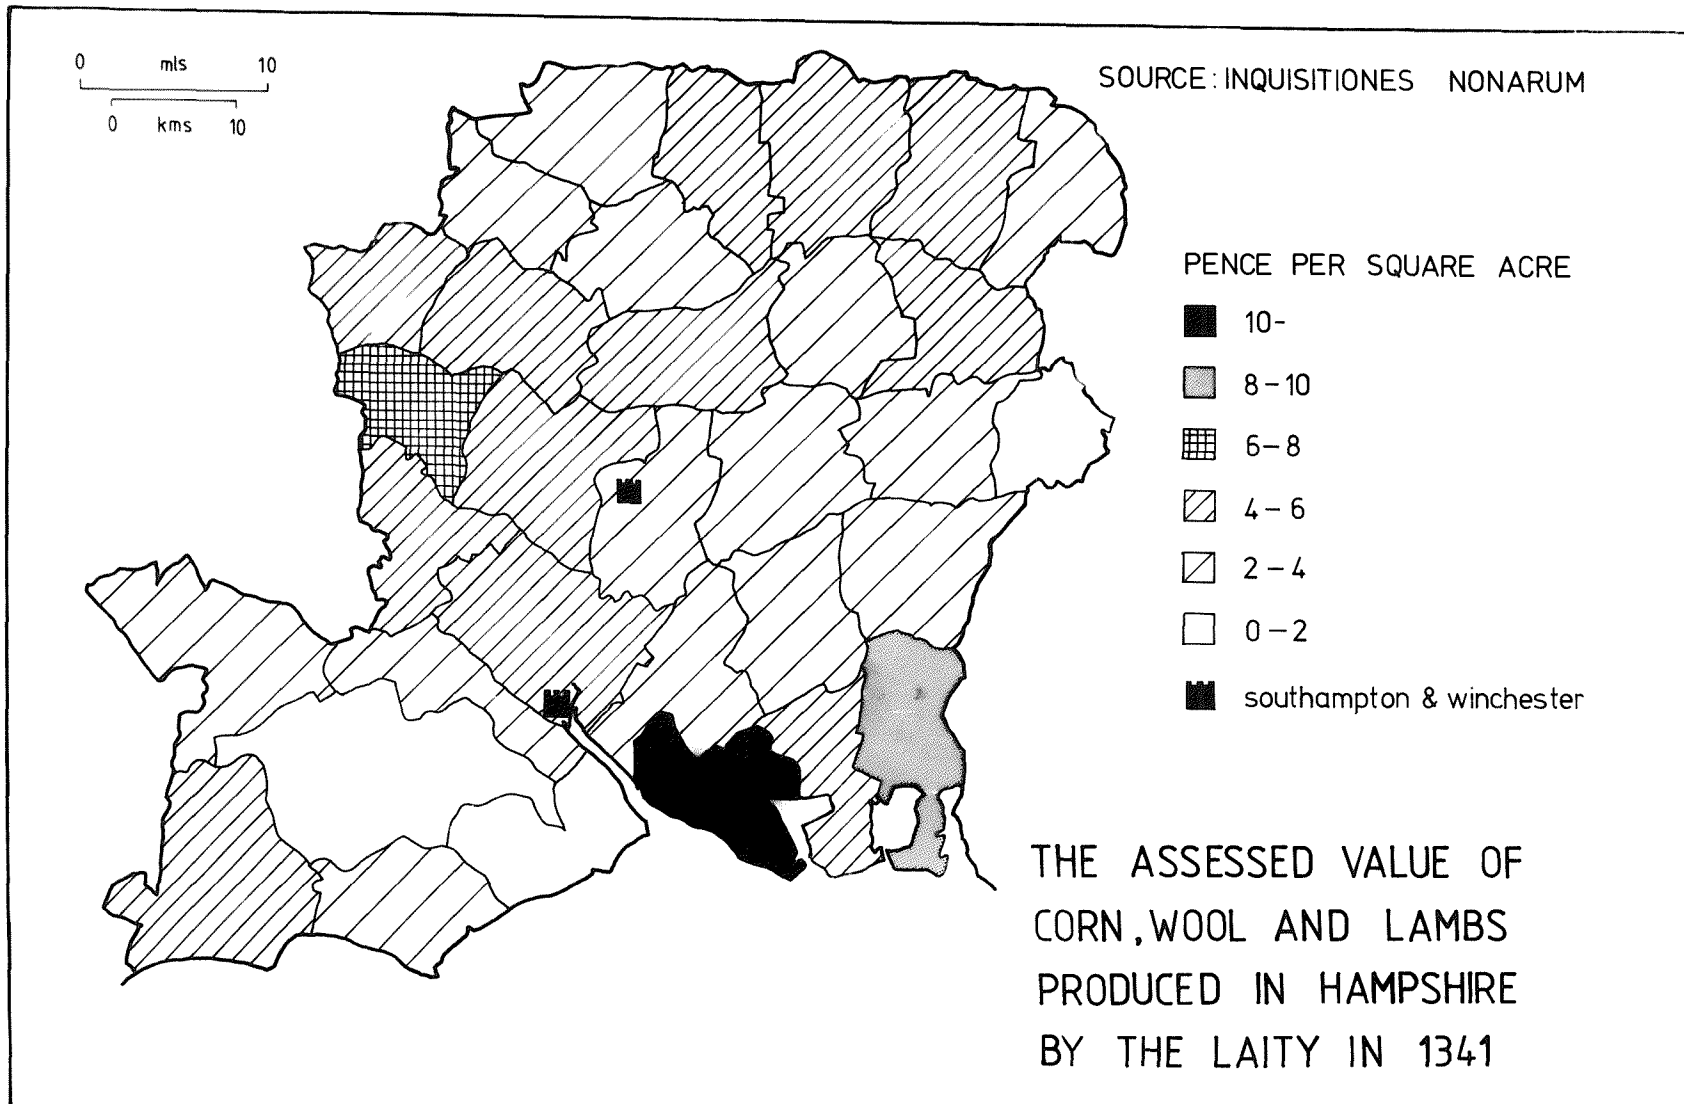 0 mls 10
0 kms 10
SOURCE: INQUISITIONES NONARUM
PENCE PER SQUARE ACRE
10-
8-10
6-8
4-6
2-4
0-2
southampton & winchester
THE ASSESSED VALUE OF
CORN, WOOL AND LAMBS
PRODUCED IN HAMPSHIRE
BY THE LAITY IN 1341